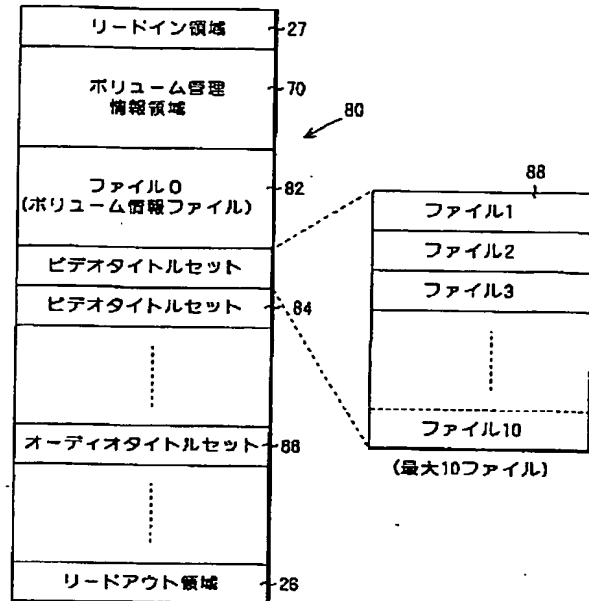 リードイン領域
27
ボリューム管理
情報領域
70
80
ファイル0
(ボリューム情報ファイル)
82
ビデオタイトルセット
ビデオタイトルセット
84
オーディオタイトルセット
88
リードアウト領域
26
88
ファイル1
ファイル2
ファイル3
ファイル10
(最大10ファイル)